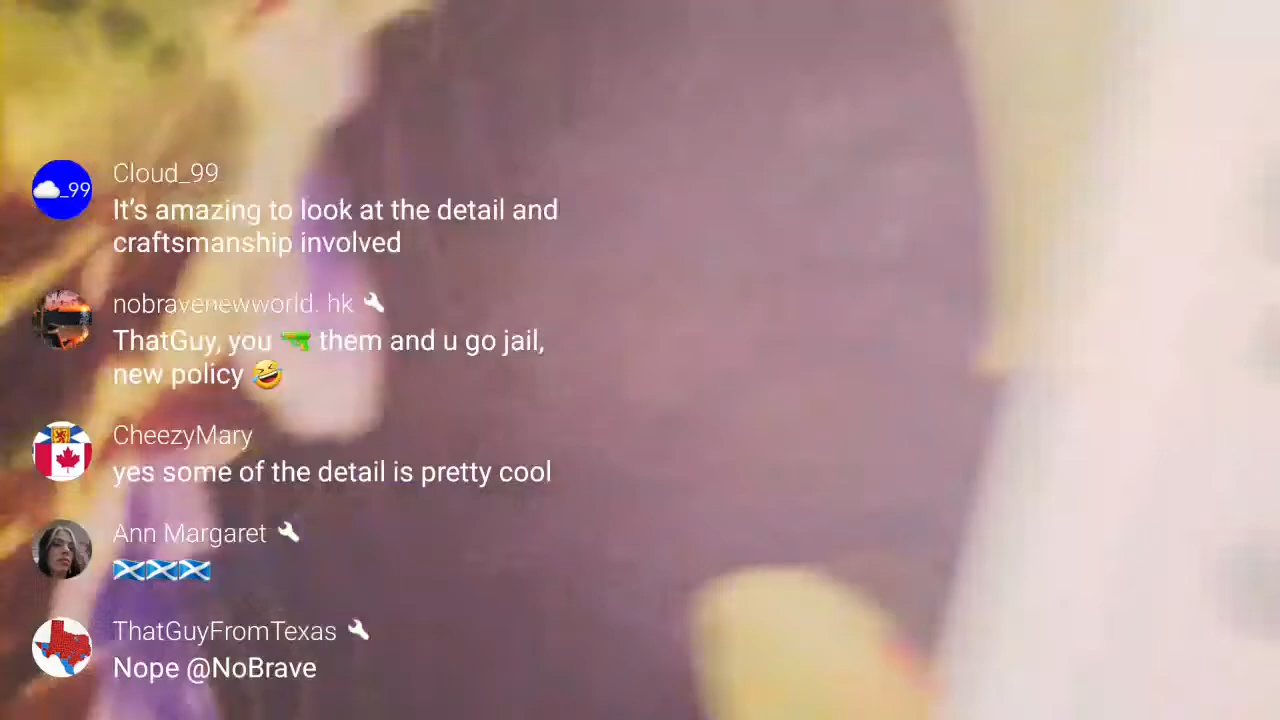 Cloud_99
_99
It’s amazing to look at the detail and
craftsmanship involved
nobravenewworld. hk 🔧
ThatGuy, you 🔫 them and u go jail,
new policy 🤣
CheezyMary
yes some of the detail is pretty cool
Ann Margaret 🔧
🏴󠁧󠁢󠁳󠁣󠁴󠁿🏴󠁧󠁢󠁳󠁣󠁴󠁿🏴󠁧󠁢󠁳󠁣󠁴󠁿
ThatGuyFromTexas 🔧
Nope @NoBrave